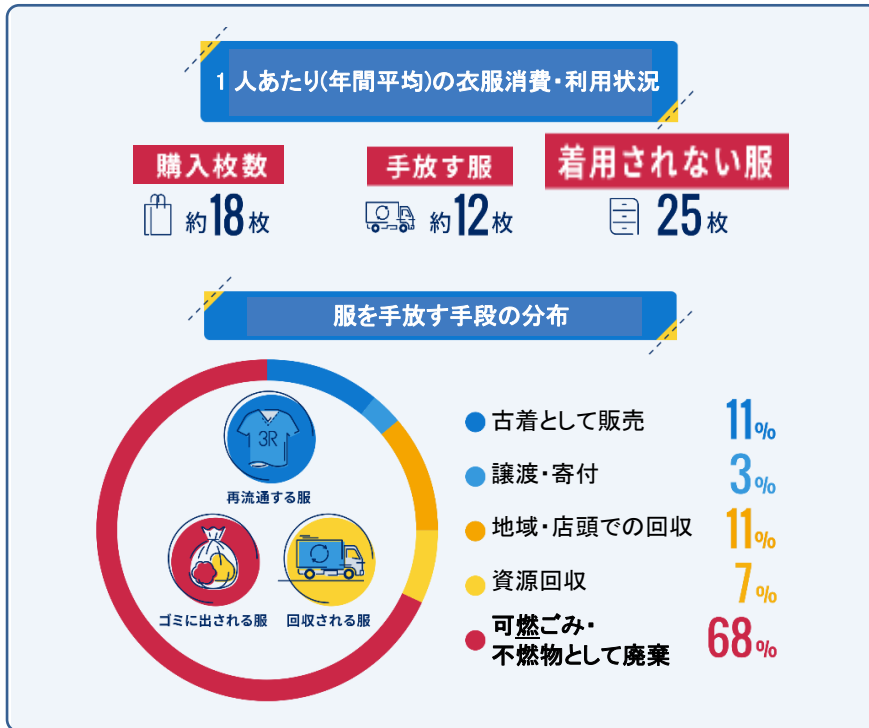 1 人あたり(年間平均)の衣服消費・利用状況
購入枚数
約18枚
手放す服
約12枚
着用されない服
25枚
服を手放す手段の分布
3R
再流通する服
ゴミに出される服
回収される服
古着として販売 11%
譲渡・寄付 3%
地域・店頭での回収 11%
資源回収 7%
可燃ごみ・
不燃物として廃棄 68%